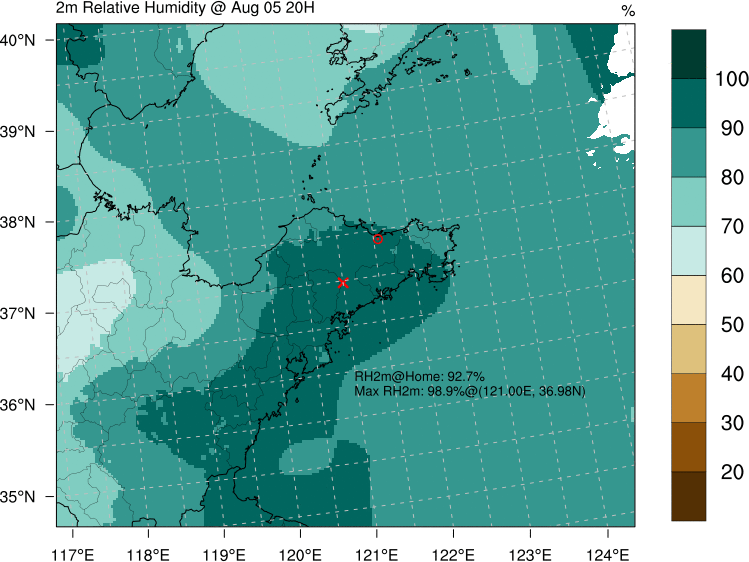 2m Relative Humidity @ Aug 05 20H
%
40°N
39°N
38°N
37°N
36°N
35°N
RH2m@Home: 92.7%
Max RH2m: 98.9%@(121.00E, 36.98N)
117°E 118°E 119°E 120°E 121°E 122°E 123°E 124°E
100
90
80
70
60
50
40
30
20